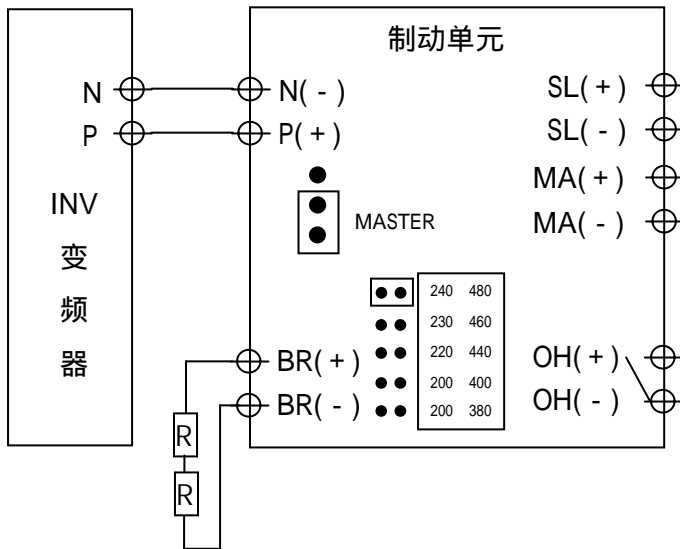 制动单元
N
P
INV
变
频
器
N( - )
P( + )
MASTER
240 480
230 460
220 440
200 400
200 380
BR( + )
BR( - )
R
R
SL( + )
SL( - )
MA( + )
MA( - )
OH( + )
OH( - )